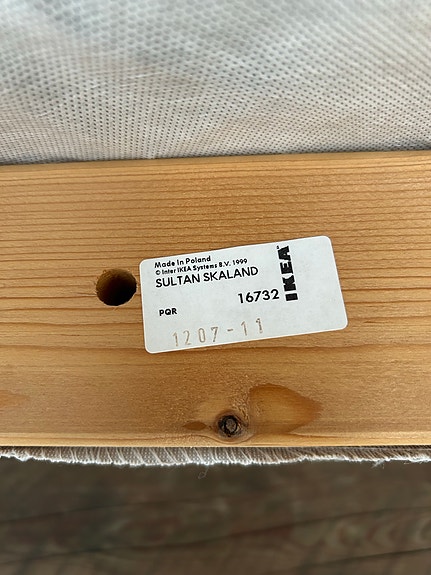 Made in Poland
© Inter IKEA Systems B.V. 1999
SULTAN SKALAND
IKEA
PQR
16732
1207-11